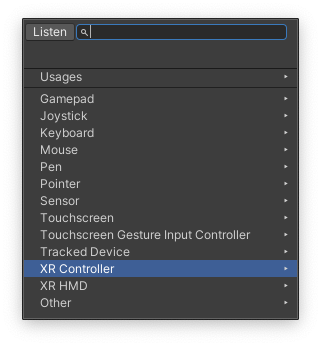 Listen
Usages
Gamepad
Joystick
Keyboard
Mouse
Pen
Pointer
Sensor
Touchscreen
Touchscreen Gesture Input Controller
Tracked Device
XR Controller
XR HMD
Other